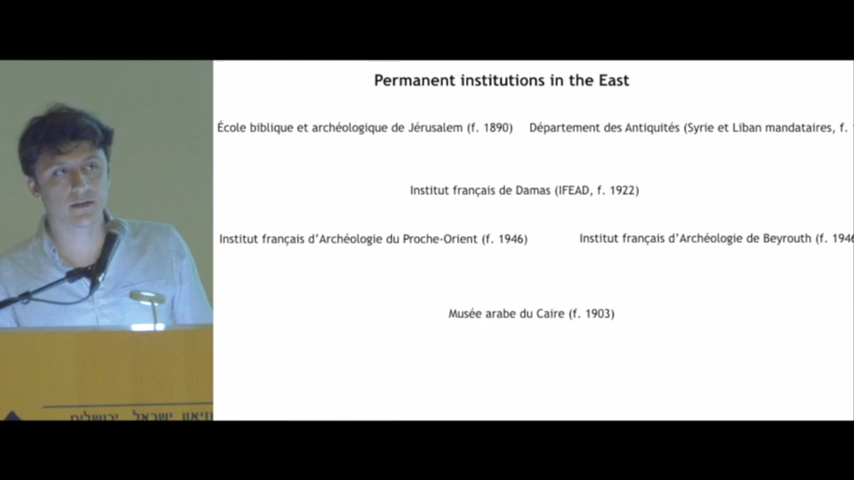 Permanent institutions in the East
École biblique et archéologique de Jérusalem (f. 1890) Département des Antiquités (Syrie et Liban mandataires, f.
Institut français de Damas (IFEAD, f. 1922)
Institut français d'Archéologie du Proche-Orient (f. 1946) Institut français d'Archéologie de Beyrouth (f. 1946
Musée arabe du Caire (f. 1903)
מוזיאון ישראל, ירושלים